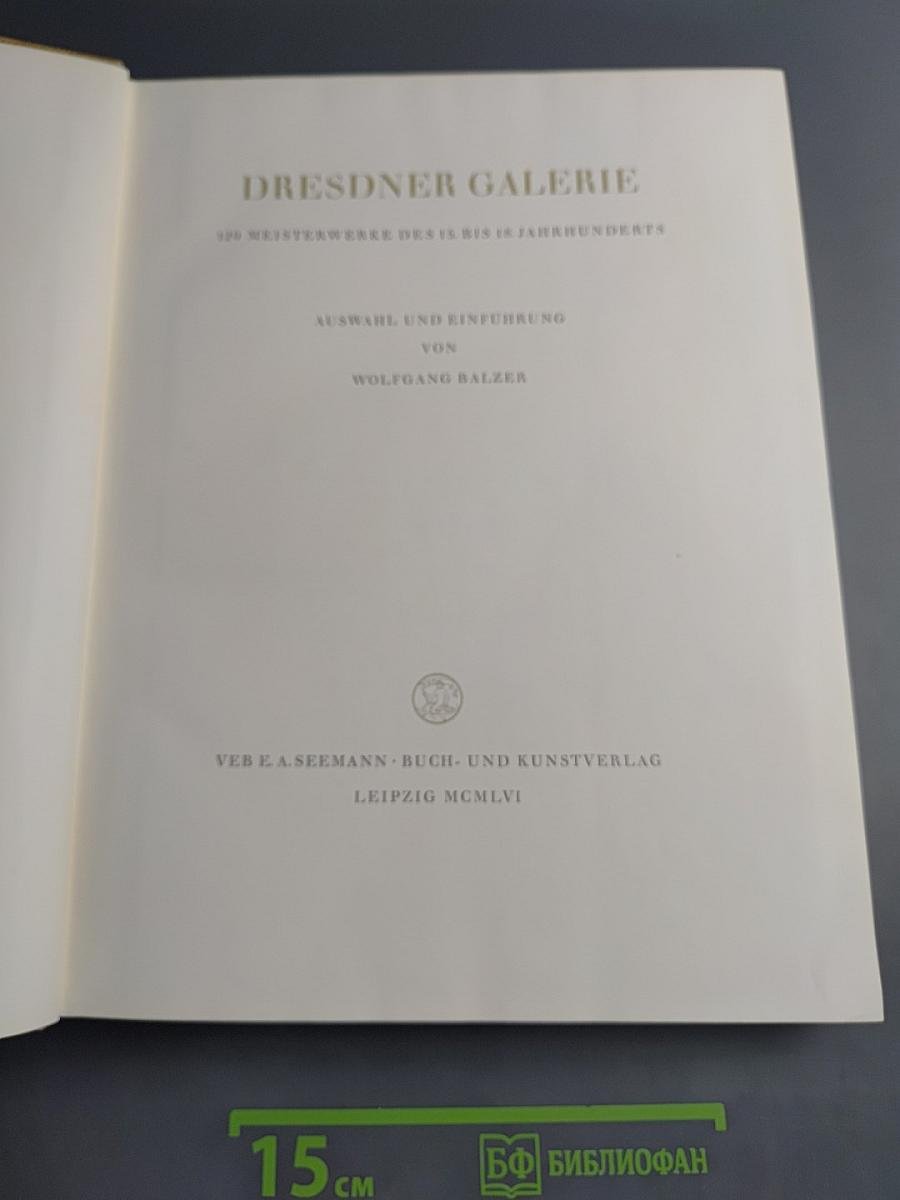 DRESDNER GALERIE
120 MEISTERWERKE DES 15. BIS 18. JAHRHUNDERTS
AUSWAHL UND EINFÜHRUNG
VON
WOLFGANG BALZER
VEB E. A. SEEMANN · BUCH- UND KUNSTVERLAG
LEIPZIG MCMLVI
15 см
БФ БИБЛИОФАН